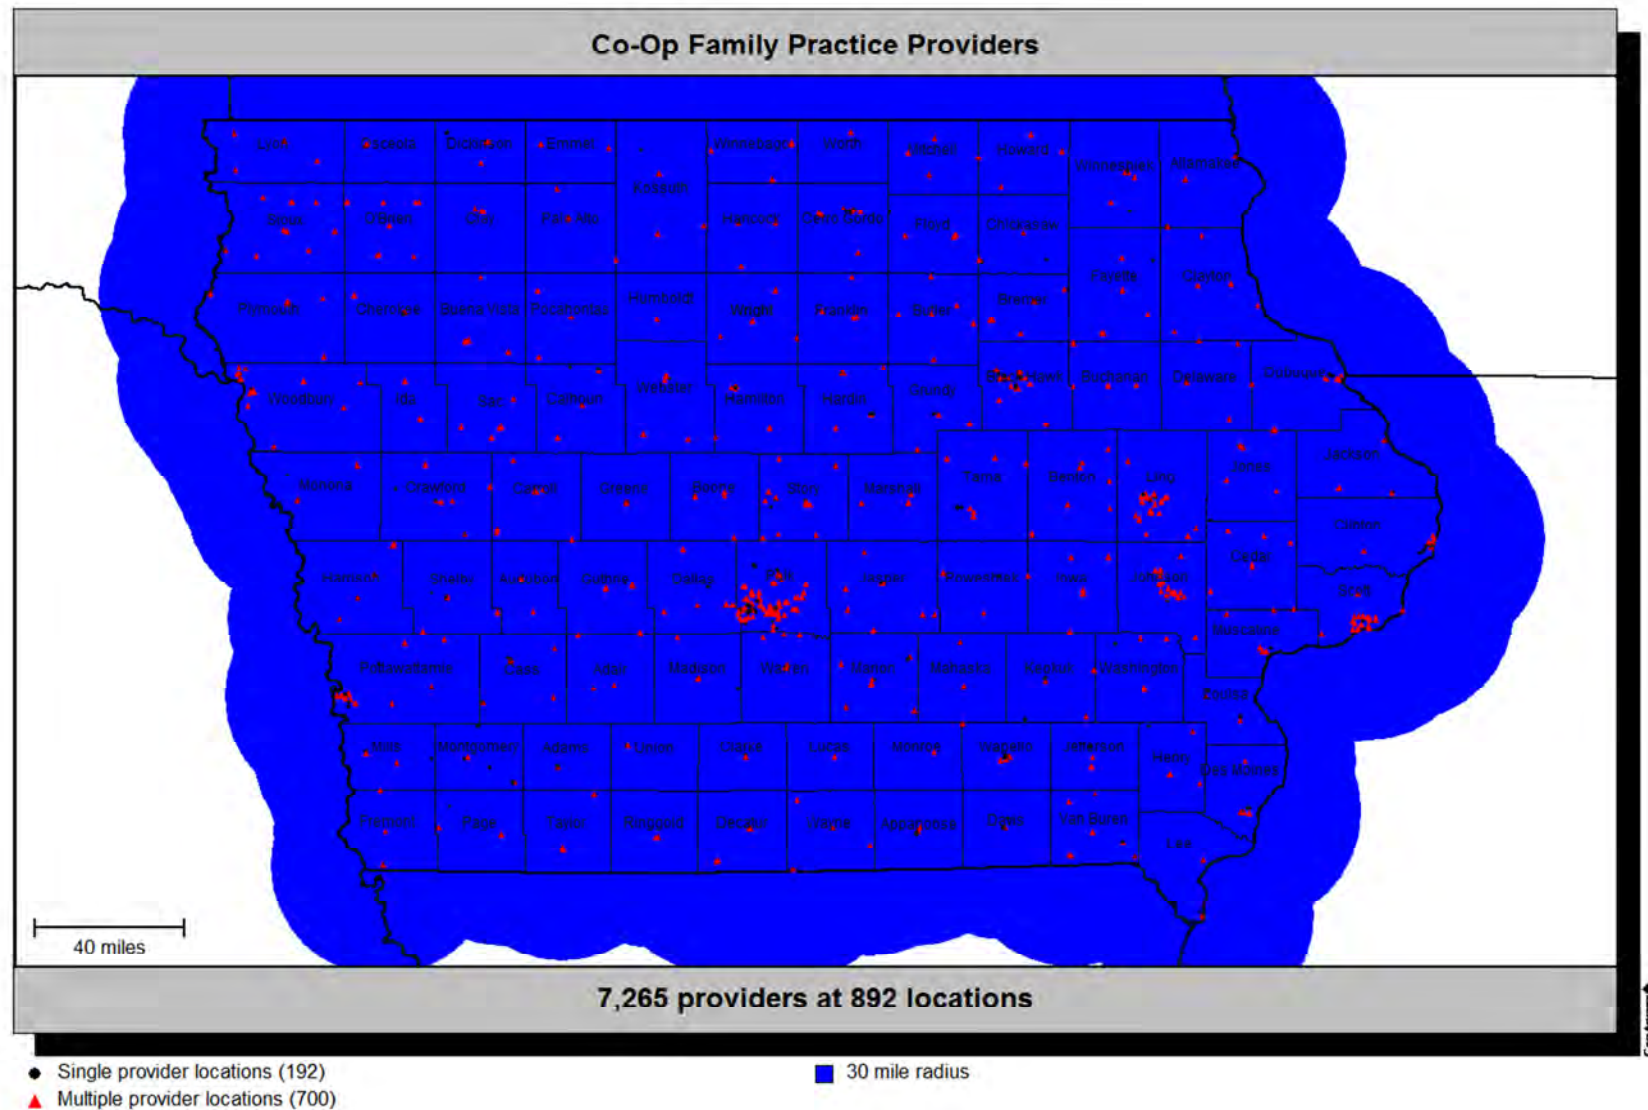 Co-Op Family Practice Providers
Lyon Osceola Dickinson Emmet Winnebago Worth Mitchell Howard Winneshiek Allamakee
Kossuth
Sioux O'Brien Clay Palo Alto Hancock Cerro Gordo Floyd Chickasaw
Fayette Clayton
Plymouth Cherokee Buena Vista Pocahontas Humboldt Wright Franklin Butler Bremer
Woodbury Ida Sac Calhoun Webster Hamilton Hardin Grundy Black Hawk Buchanan Delaware Dubuque
Monona Crawford Carroll Greene Boone Story Marshall Tama Benton Linn Jones Jackson
Clinton
Harrison Shelby Audubon Guthrie Dallas Polk Jasper Poweshiek Iowa Johnson Cedar
Scott
Muscatine
Pottawattamie Cass Adair Madison Warren Marion Mahaska Keokuk Washington
Louisa
Mills Montgomery Adams Union Clarke Lucas Monroe Wapello Jefferson Henry
Des Moines
Fremont Page Taylor Ringgold Decatur Wayne Appanoose Davis Van Buren
Lee
40 miles
7,265 providers at 892 locations
Single provider locations (192)
30 mile radius
Multiple provider locations (700)